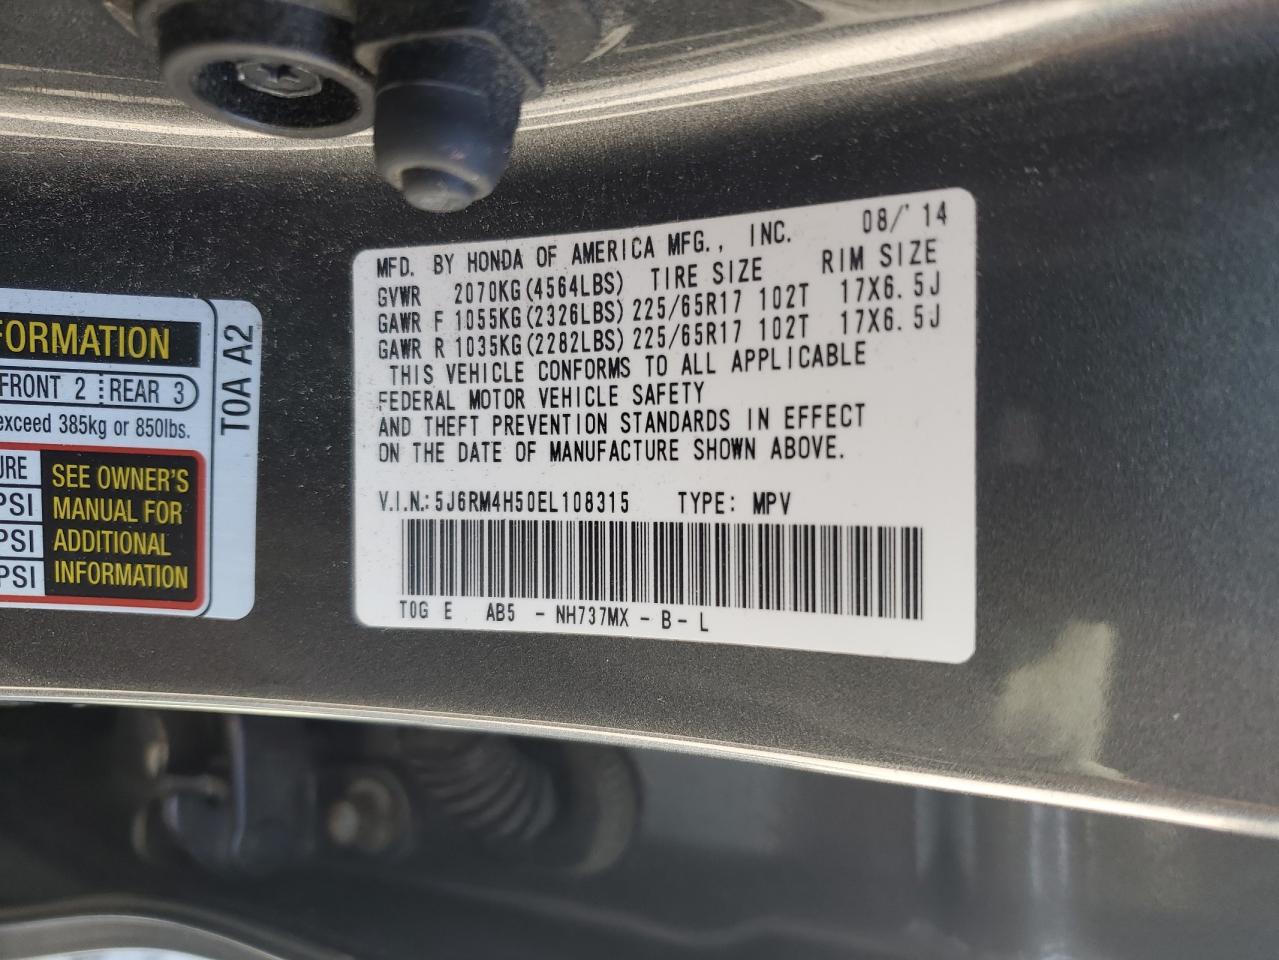 MFD. BY HONDA OF AMERICA MFG., INC. 08/'14
GVWR 2070KG(4564LBS) TIRE SIZE RIM SIZE
GAWR F 1055KG(2326LBS) 225/65R17 102T 17X6.5J
GAWR R 1035KG(2282LBS) 225/65R17 102T 17X6.5J
THIS VEHICLE CONFORMS TO ALL APPLICABLE
FEDERAL MOTOR VEHICLE SAFETY
AND THEFT PREVENTION STANDARDS IN EFFECT
ON THE DATE OF MANUFACTURE SHOWN ABOVE.
V.I.N.: 5J6RM4H50EL108315 TYPE: MPV
T0G E AB5 - NH737MX - B - L
FORMATION
FRONT 2 REAR 3
exceed 385kg or 850lbs.
URE
PSI
PSI
PSI
SEE OWNER'S
MANUAL FOR
ADDITIONAL
INFORMATION
T0A A2